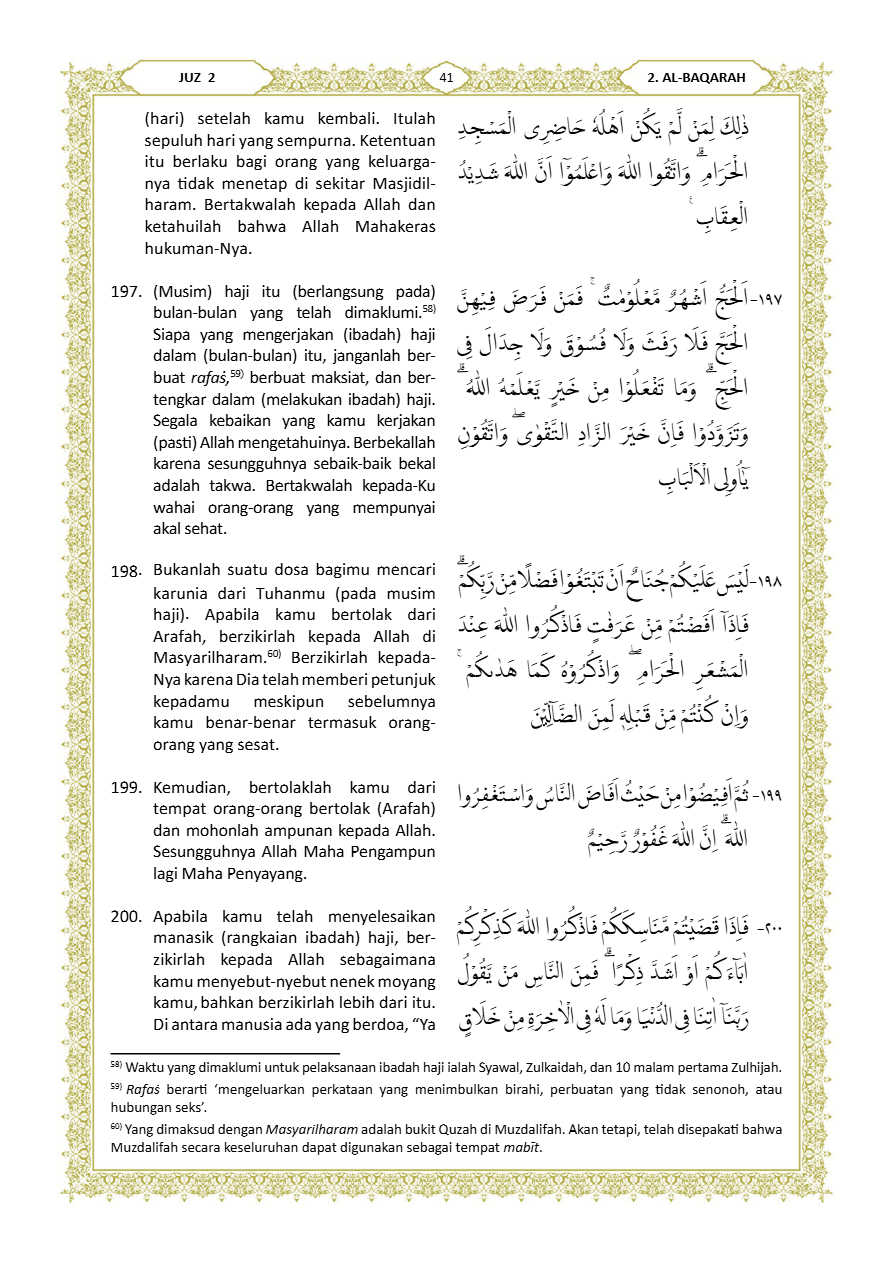 JUZ 2
41
2. AL-BAQARAH
(hari) setelah kamu kembali. Itulah
sepuluh hari yang sempurna. Ketentuan
itu berlaku bagi orang yang keluarga-
nya tidak menetap di sekitar Masjidil-
haram. Bertakwalah kepada Allah dan
ketahuilah bahwa Allah Mahakeras
hukuman-Nya.
ذٰلِكَ لِمَنْ لَّمْ يَكُنْ اَهْلُهٗ حَاضِرِى الْمَسْجِدِ
الْحَرَامِۗ وَاتَّقُوا اللّٰهَ وَاعْلَمُوْٓا اَنَّ اللّٰهَ شَدِيْدُ
الْعِقَابِ ࣖ
197. (Musim) haji itu (berlangsung pada)
bulan-bulan yang telah dimaklumi.⁵⁸⁾
Siapa yang mengerjakan (ibadah) haji
dalam (bulan-bulan) itu, janganlah ber-
buat rafaṡ,⁵⁹⁾ berbuat maksiat, dan ber-
tengkar dalam (melakukan ibadah) haji.
Segala kebaikan yang kamu kerjakan
(pasti) Allah mengetahuinya. Berbekallah
karena sesungguhnya sebaik-baik bekal
adalah takwa. Bertakwalah kepada-Ku
wahai orang-orang yang mempunyai
akal sehat.
١٩٧- اَلْحَجُّ اَشْهُرٌ مَّعْلُوْمٰتٌۚ فَمَنْ فَرَضَ فِيْهِنَّ
الْحَجَّ فَلَا رَفَثَ وَلَا فُسُوْقَ وَلَا جِدَالَ فِى
الْحَجِّۗ وَمَا تَفْعَلُوْا مِنْ خَيْرٍ يَّعْلَمْهُ اللّٰهُۗ
وَتَزَوَّدُوْا فَاِنَّ خَيْرَ الزَّادِ التَّقْوٰىۖ وَاتَّقُوْنِ
يٰٓاُولِى الْاَلْبَابِ
198. Bukanlah suatu dosa bagimu mencari
karunia dari Tuhanmu (pada musim
haji). Apabila kamu bertolak dari
Arafah, berzikirlah kepada Allah di
Masyarilharam.⁶⁰⁾ Berzikirlah kepada-
Nya karena Dia telah memberi petunjuk
kepadamu meskipun sebelumnya
kamu benar-benar termasuk orang-
orang yang sesat.
١٩٨- لَيْسَ عَلَيْكُمْ جُنَاحٌ اَنْ تَبْتَغُوْا فَضْلًا مِّنْ رَّبِّكُمْۗ
فَاِذَآ اَفَضْتُمْ مِّنْ عَرَفٰتٍ فَاذْكُرُوا اللّٰهَ عِنْدَ
الْمَشْعَرِ الْحَرَامِۖ وَاذْكُرُوْهُ كَمَا هَدٰىكُمْۚ
وَاِنْ كُنْتُمْ مِّنْ قَبْلِهٖ لَمِنَ الضَّاۤلِّيْنَ
199. Kemudian, bertolaklah kamu dari
tempat orang-orang bertolak (Arafah)
dan mohonlah ampunan kepada Allah.
Sesungguhnya Allah Maha Pengampun
lagi Maha Penyayang.
١٩٩- ثُمَّ اَفِيْضُوْا مِنْ حَيْثُ اَفَاضَ النَّاسُ وَاسْتَغْفِرُوا
اللّٰهَۗ اِنَّ اللّٰهَ غَفُوْرٌ رَّحِيْمٌ
200. Apabila kamu telah menyelesaikan
manasik (rangkaian ibadah) haji, ber-
zikirlah kepada Allah sebagaimana
kamu menyebut-nyebut nenek moyang
kamu, bahkan berzikirlah lebih dari itu.
Di antara manusia ada yang berdoa, “Ya
٢٠٠- فَاِذَا قَضَيْتُمْ مَّنَاسِكَكُمْ فَاذْكُرُوا اللّٰهَ كَذِكْرِكُمْ
اٰبَاۤءَكُمْ اَوْ اَشَدَّ ذِكْرًاۗ فَمِنَ النَّاسِ مَنْ يَّقُوْلُ
رَبَّنَآ اٰتِنَا فِى الدُّنْيَا وَمَا لَهٗ فِى الْاٰخِرَةِ مِنْ خَلَاقٍ
⁵⁸⁾ Waktu yang dimaklumi untuk pelaksanaan ibadah haji ialah Syawal, Zulkaidah, dan 10 malam pertama Zulhijah.
⁵⁹⁾ Rafaṡ berarti ‘mengeluarkan perkataan yang menimbulkan birahi, perbuatan yang tidak senonoh, atau
hubungan seks’.
⁶⁰⁾ Yang dimaksud dengan Masyarilharam adalah bukit Quzah di Muzdalifah. Akan tetapi, telah disepakati bahwa
Muzdalifah secara keseluruhan dapat digunakan sebagai tempat mabīt.